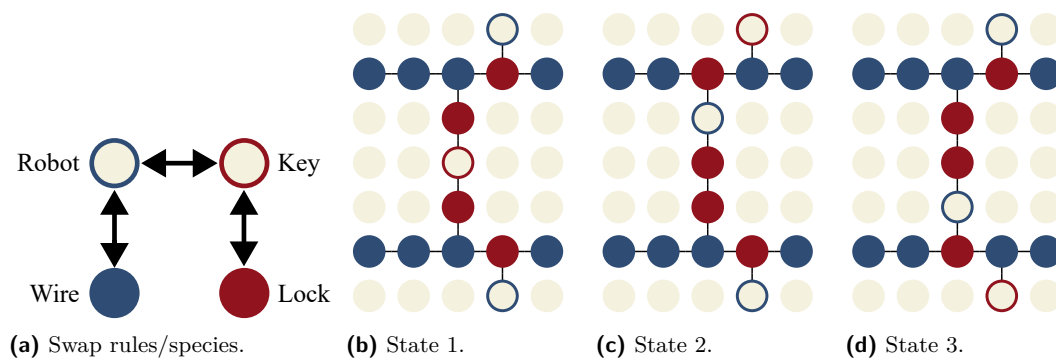 Robot
Key
Wire
Lock
(a) Swap rules/species.
(b) State 1.
(c) State 2.
(d) State 3.